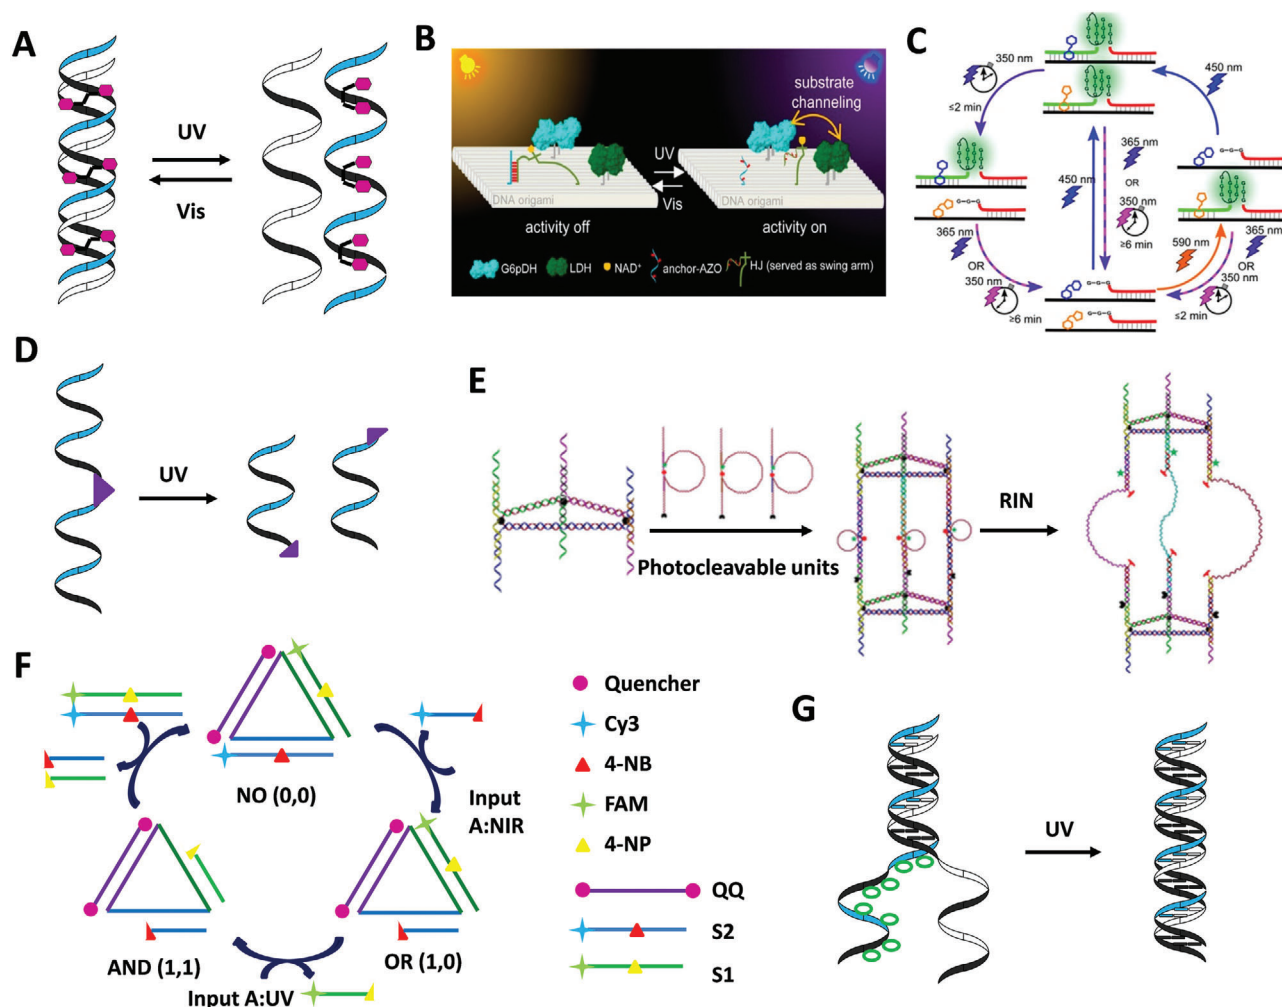 A
UV
Vis
B
substrate
channeling
UV
Vis
DNA origami
DNA origami
activity off
activity on
G6pDH
LDH
NAD⁺
anchor-AZO
HJ (served as swing arm)
C
350 nm
≤2 min
450 nm
365 nm
OR
350 nm
≥6 min
450 nm
G-G-G
G-G-G
365 nm
OR
350 nm
≥6 min
590 nm
365 nm
OR
350 nm
≤2 min
G-G-G
G-G-G
D
UV
E
Photocleavable units
RIN
F
NO (0,0)
Input
A:NIR
OR (1,0)
Input A:UV
AND (1,1)
Quencher
Cy3
4-NB
FAM
4-NP
QQ
S2
S1
G
UV